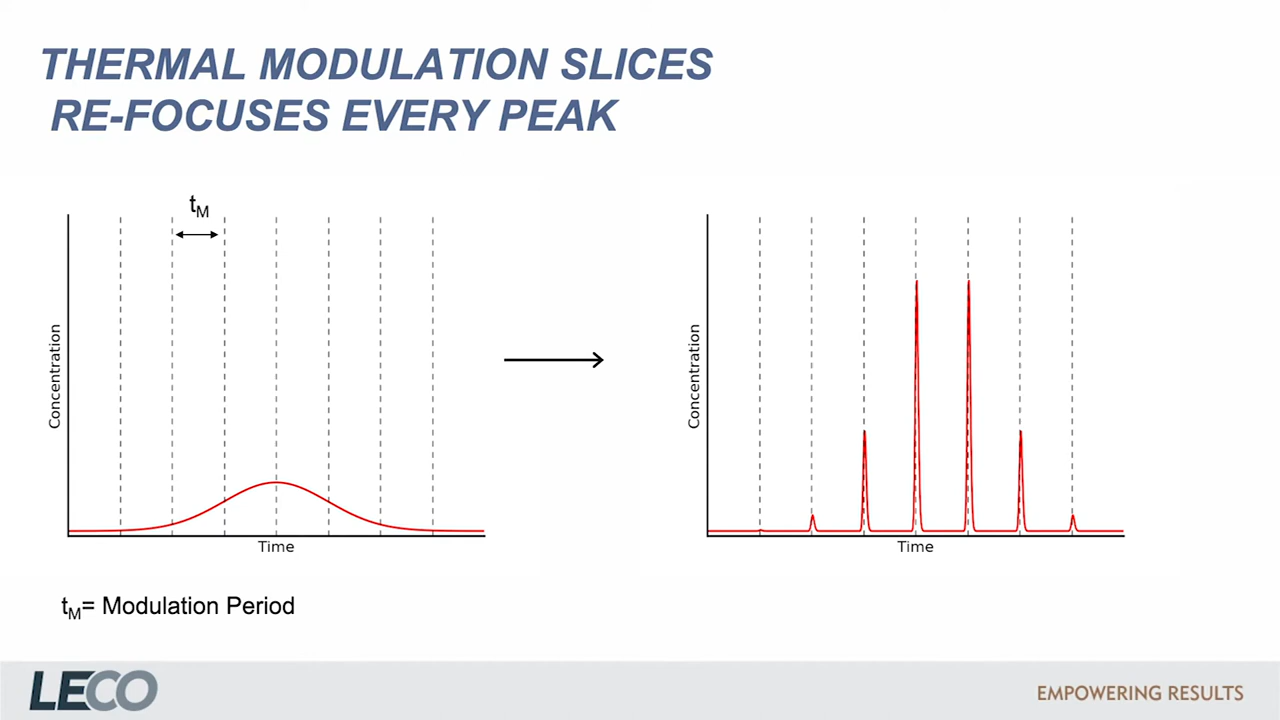 THERMAL MODULATION SLICES
RE-FOCUSES EVERY PEAK
tM
Concentration
Time
Concentration
Time
tM= Modulation Period
LECO
EMPOWERING RESULTS